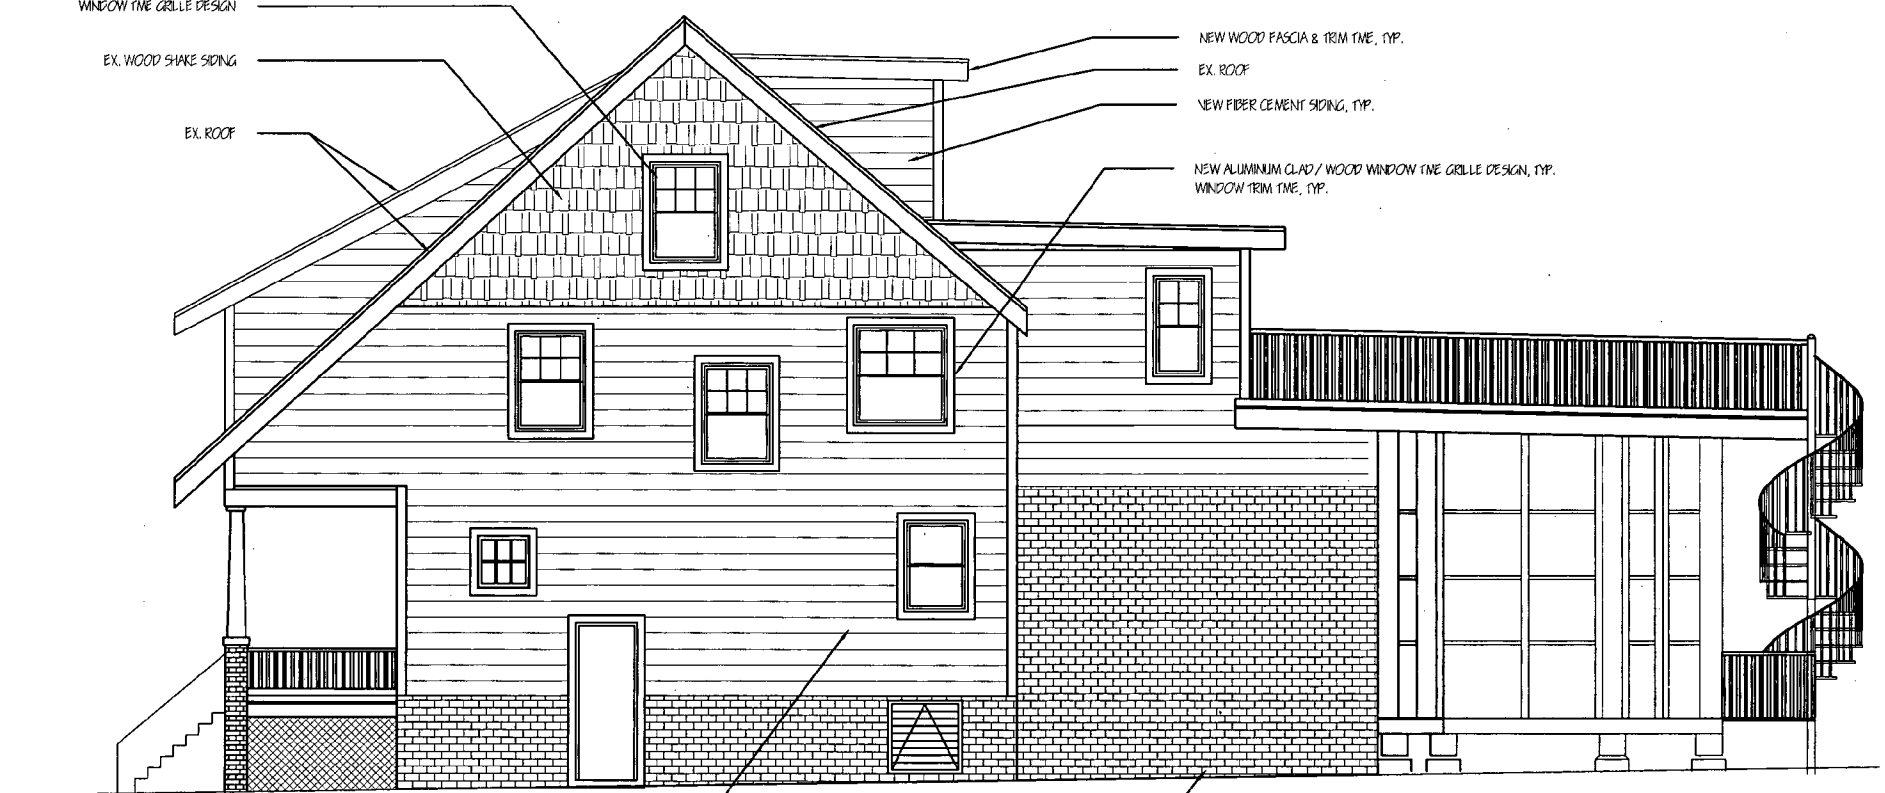 WINDOW TME GRILLE DESIGN
EX. WOOD SHAKE SIDING
EX. ROOF
NEW WOOD FASCIA & TRIM TME, TYP.
EX. ROOF
NEW FIBER CEMENT SIDING, TYP.
NEW ALUMINUM CLAD / WOOD WINDOW TME GRILLE DESIGN, TYP.
WINDOW TRIM TME, TYP.